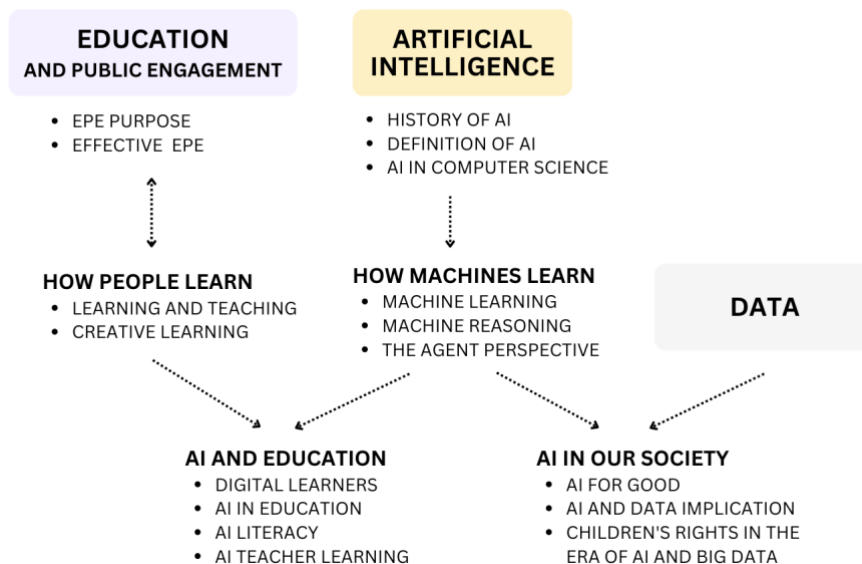 EDUCATION
AND PUBLIC ENGAGEMENT
• EPE PURPOSE
• EFFECTIVE EPE
ARTIFICIAL
INTELLIGENCE
• HISTORY OF AI
• DEFINITION OF AI
• AI IN COMPUTER SCIENCE
HOW PEOPLE LEARN
• LEARNING AND TEACHING
• CREATIVE LEARNING
HOW MACHINES LEARN
• MACHINE LEARNING
• MACHINE REASONING
• THE AGENT PERSPECTIVE
DATA
AI AND EDUCATION
• DIGITAL LEARNERS
• AI IN EDUCATION
• AI LITERACY
• AI TEACHER LEARNING
AI IN OUR SOCIETY
• AI FOR GOOD
• AI AND DATA IMPLICATION
• CHILDREN'S RIGHTS IN THE
ERA OF AI AND BIG DATA